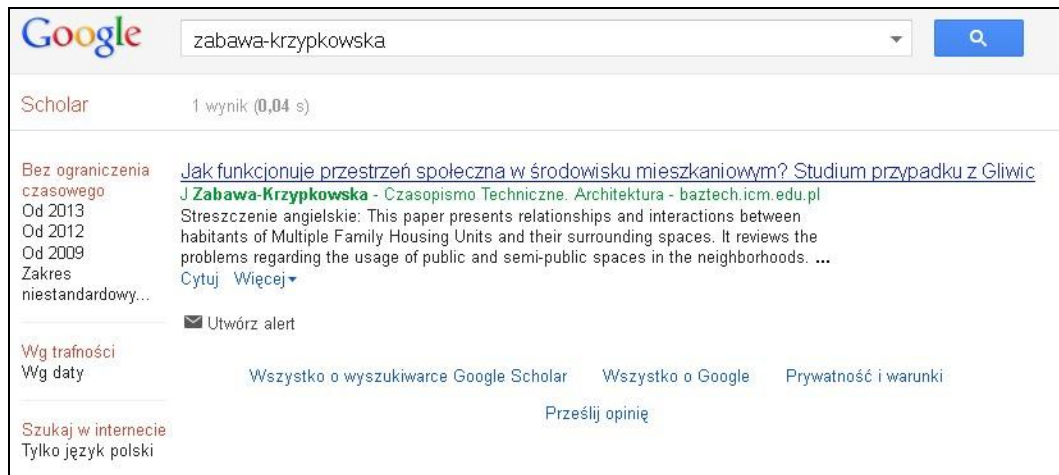 Google
zabawa-krzypkowska
Scholar
1 wynik (0,04 s)
Bez ograniczenia
czasowego
Od 2013
Od 2012
Od 2009
Zakres
niestandardowy...
Wg trafności
Wg daty
Szukaj w internecie
Tylko język polski
Jak funkcjonuje przestrzeń społeczna w środowisku mieszkaniowym? Studium przypadku z Gliwic
J Zabawa-Krzypkowska - Czasopismo Techniczne. Architektura - baztech.icm.edu.pl
Streszczenie angielskie: This paper presents relationships and interactions between
habitants of Multiple Family Housing Units and their surrounding spaces. It reviews the
problems regarding the usage of public and semi-public spaces in the neighborhoods. ...
Cytuj Więcej
Utwórz alert
Wszystko o wyszukiwarce Google Scholar Wszystko o Google Prywatność i warunki
Prześlij opinię